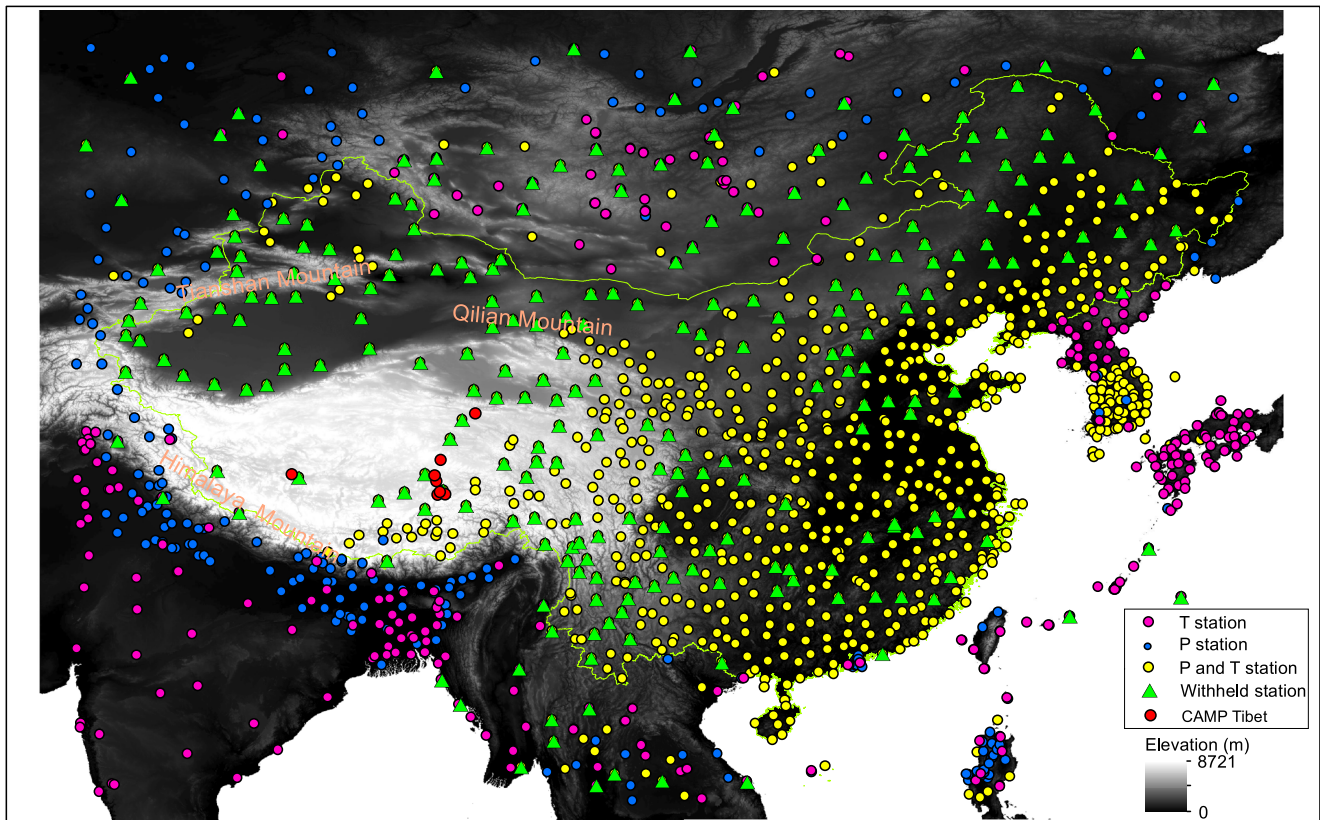 Tianshan Mountain
Qilian Mountain
Himalaya Mountain
T station
P station
P and T station
Withheld station
CAMP Tibet
Elevation (m)
8721
0